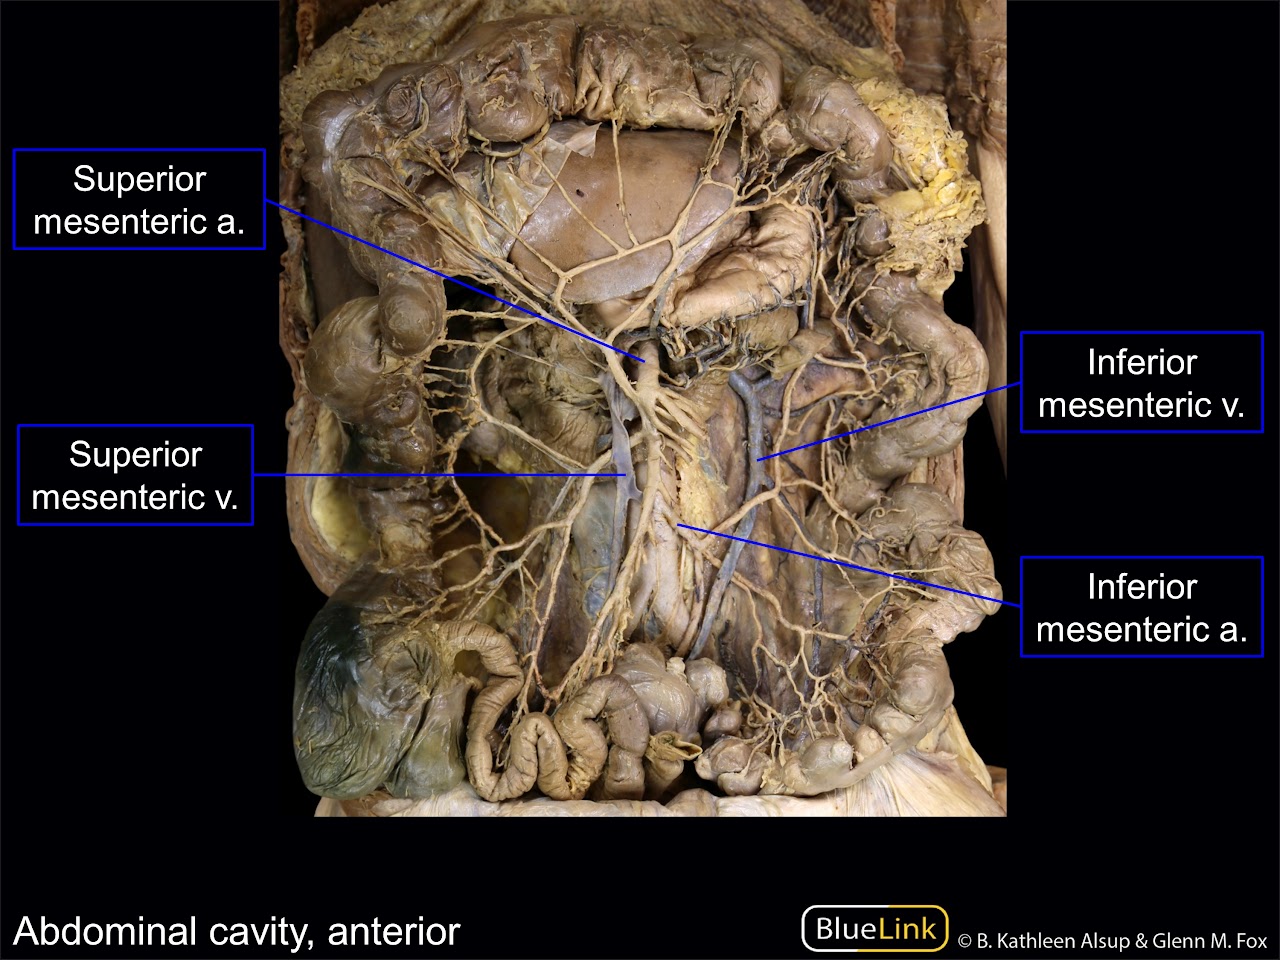 Superior
mesenteric a.
Superior
mesenteric v.
Inferior
mesenteric v.
Inferior
mesenteric a.
Abdominal cavity, anterior
BlueLink
© B. Kathleen Alsup & Glenn M. Fox